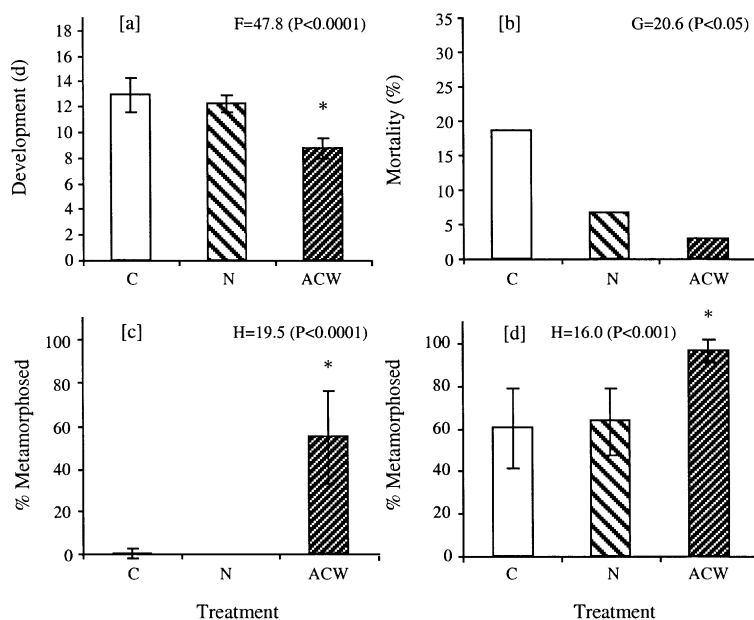 [a] F=47.8 (P<0.0001)
Development (d)
18
16
14
12
10
8
6
4
2
0
*
C N ACW
[b] G=20.6 (P<0.05)
Mortality (%)
35
30
25
20
15
10
5
0
C N ACW
[c] H=19.5 (P<0.0001)
% Metamorphosed
100
80
60
40
20
0
*
C N ACW
Treatment
[d] H=16.0 (P<0.001)
*
% Metamorphosed
100
80
60
40
20
0
C N ACW
Treatment